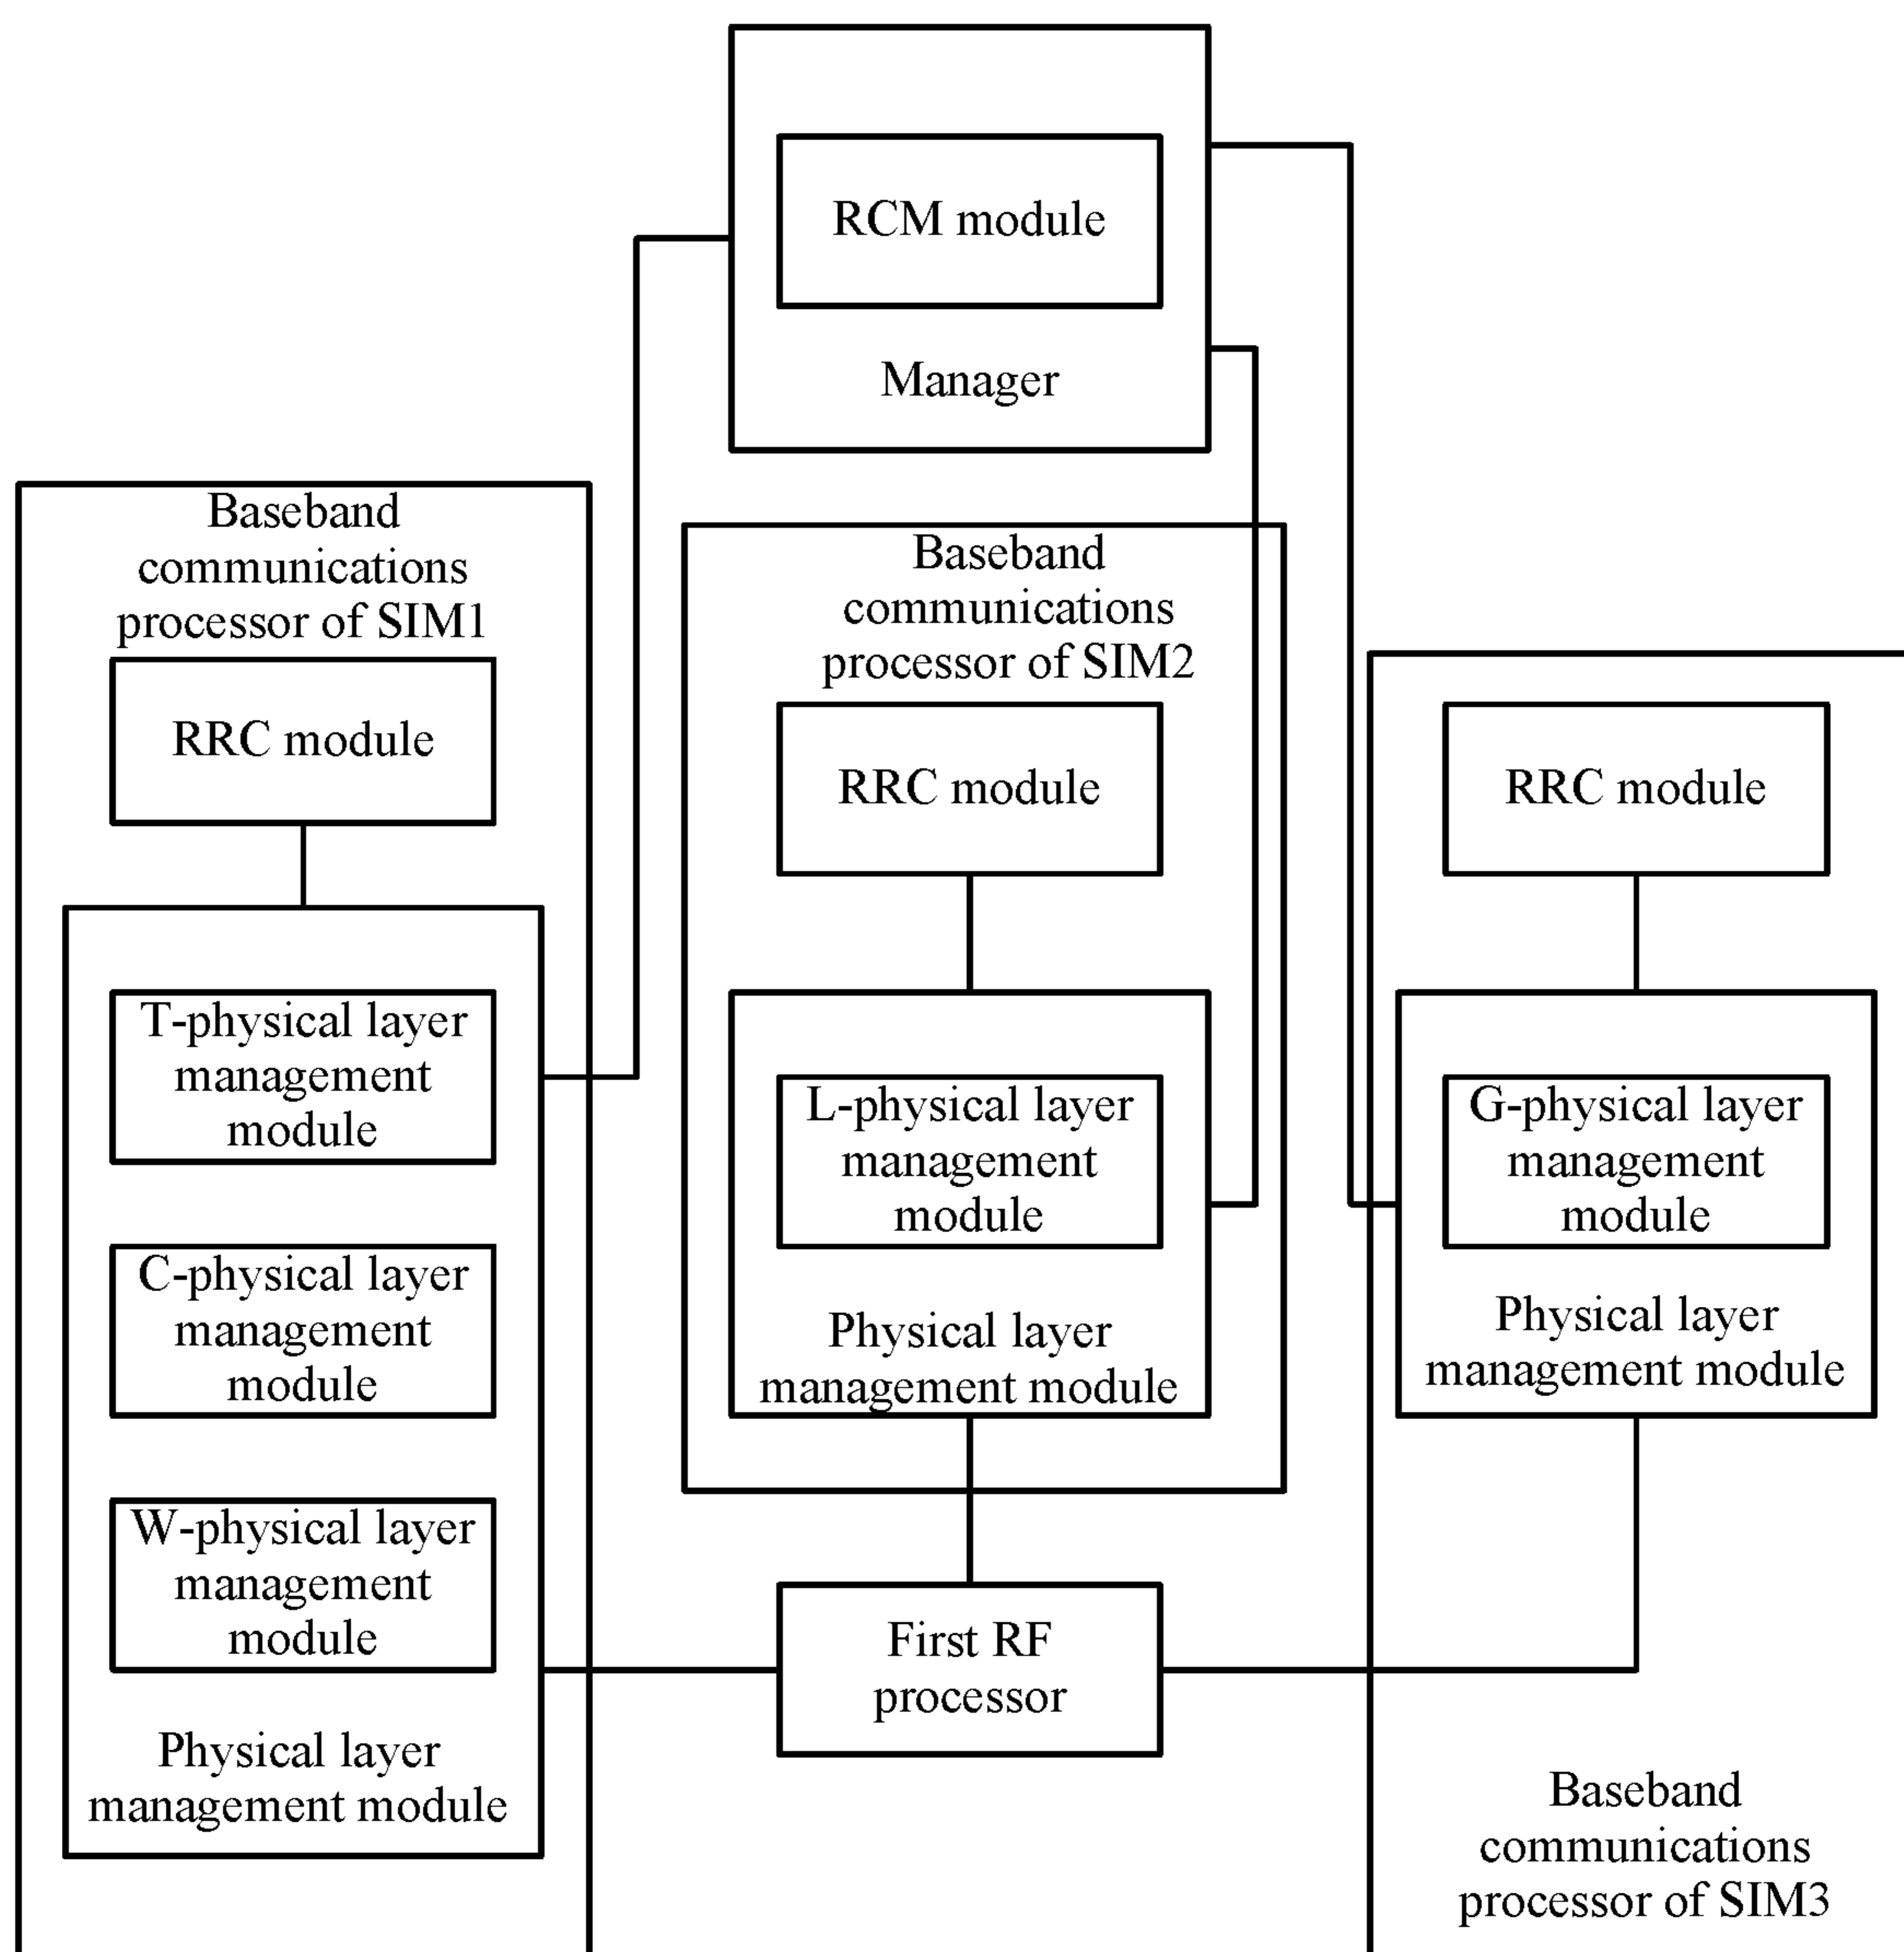 RCM module
Manager
Baseband
communications
processor of SIM1
RRC module
T-physical layer
management
module
C-physical layer
management
module
W-physical layer
management
module
Physical layer
management module
Baseband
communications
processor of SIM2
RRC module
L-physical layer
management
module
Physical layer
management module
First RF
processor
RRC module
G-physical layer
management
module
Physical layer
management module
Baseband
communications
processor of SIM3